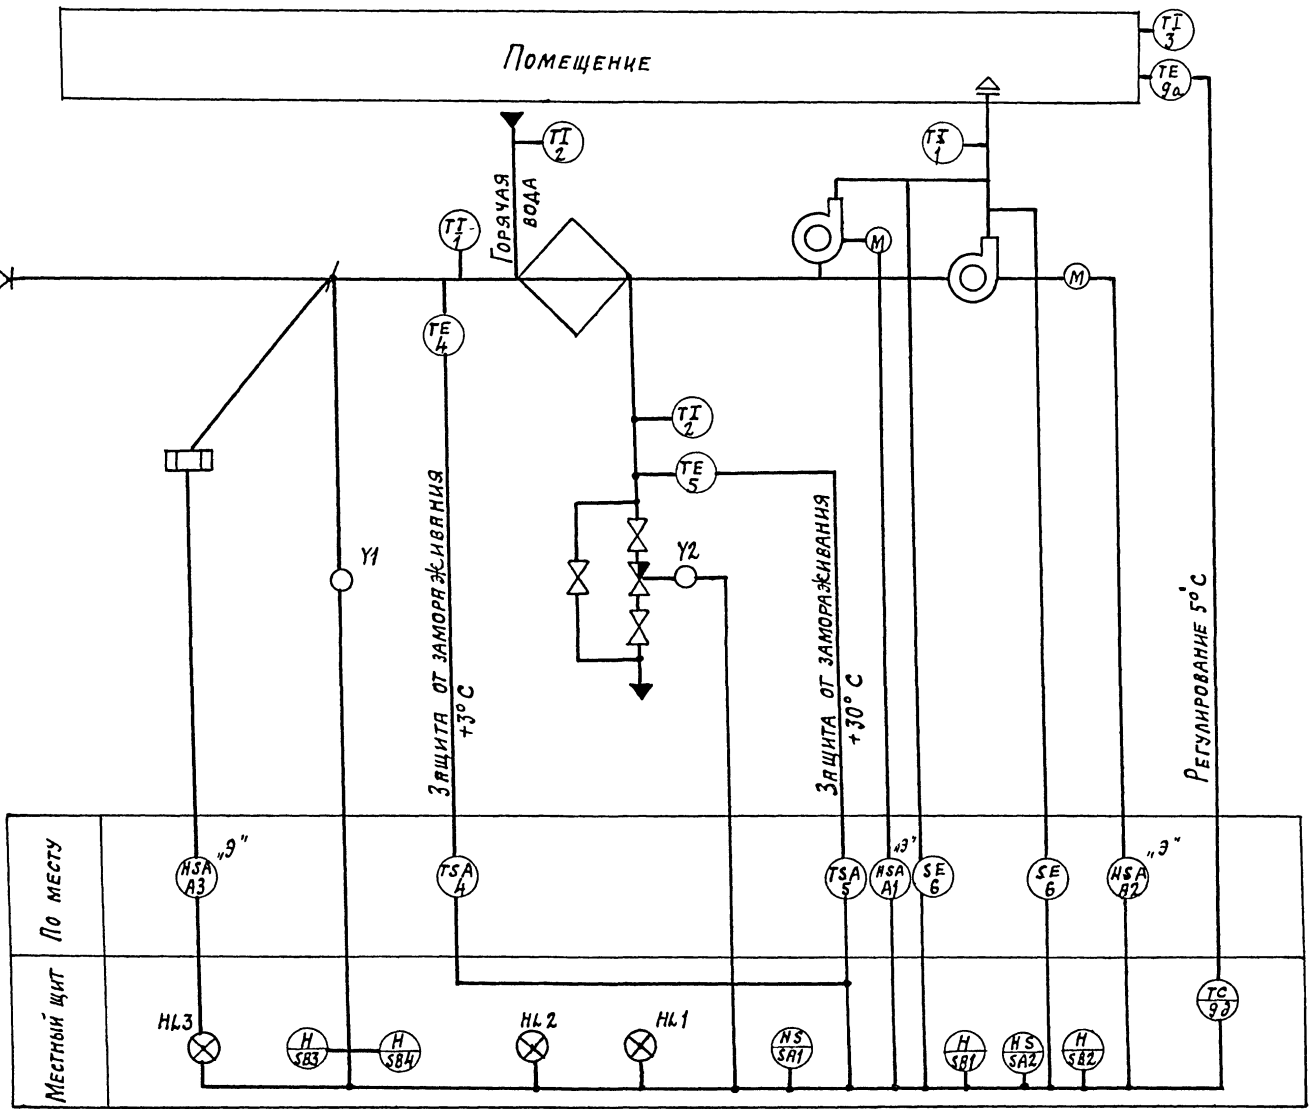 Помещение
TI
3
TE
9а
TI
2
TI
1
Горячая
вода
TI
1
M
M
TE
4
TI
2
TE
5
Y1
Y2
Защита от замораживания
+3°C
Защита от замораживания
+30°C
Регулирование 5°C
По месту
HSA
A3
„Э"
TSA
4
TSA
5
HSA
A1
„Э"
SE
6
SE
6
HSA
A2
„Э"
Местный щит
HL3
H
SB3
H
SB4
HL2
HL1
HS
SA1
H
SB1
HS
SA2
H
SB2
TC
9д